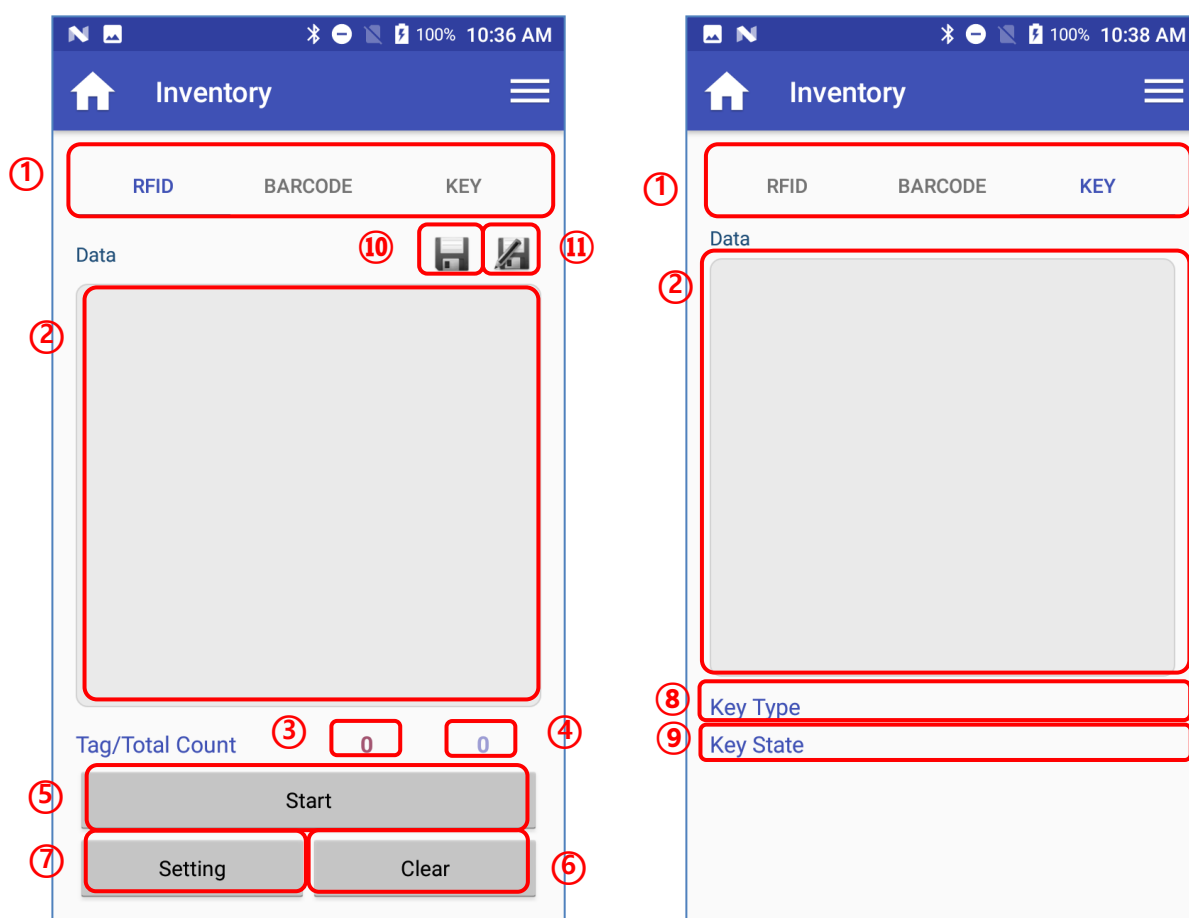 100% 10:36 AM
Inventory
① RFID BARCODE KEY
Data ⑩ ⑪
②
Tag/Total Count ③ 0 0 ④
⑤ Start
⑦ Setting Clear ⑥
100% 10:38 AM
Inventory
① RFID BARCODE KEY
Data
②
⑧ Key Type
⑨ Key State